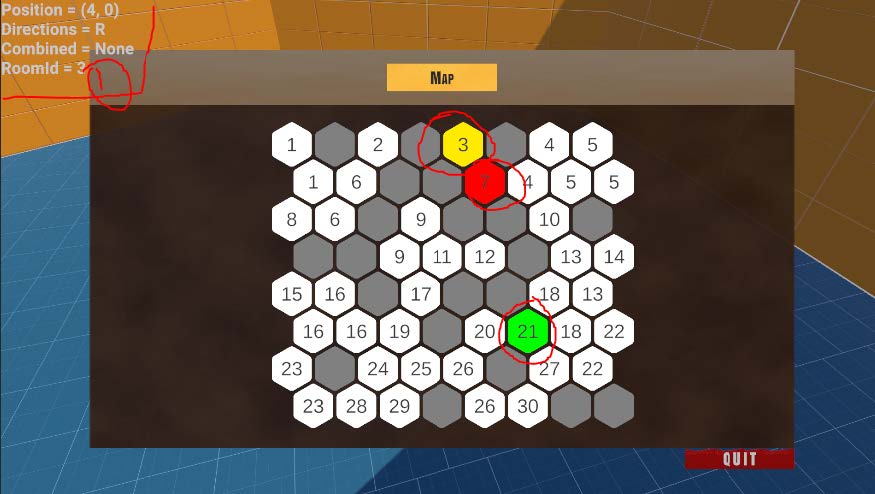 Position = (4, 0)
Directions = R
Combined = None
RoomId = 3
MAP
1 2 3 4 5
1 6 7 4 5 5
8 6 9 10
9 11 12 13 14
15 16 17 18 13
16 16 19 20 21 18 22
23 24 25 26 27 22
23 28 29 26 30
QUIT